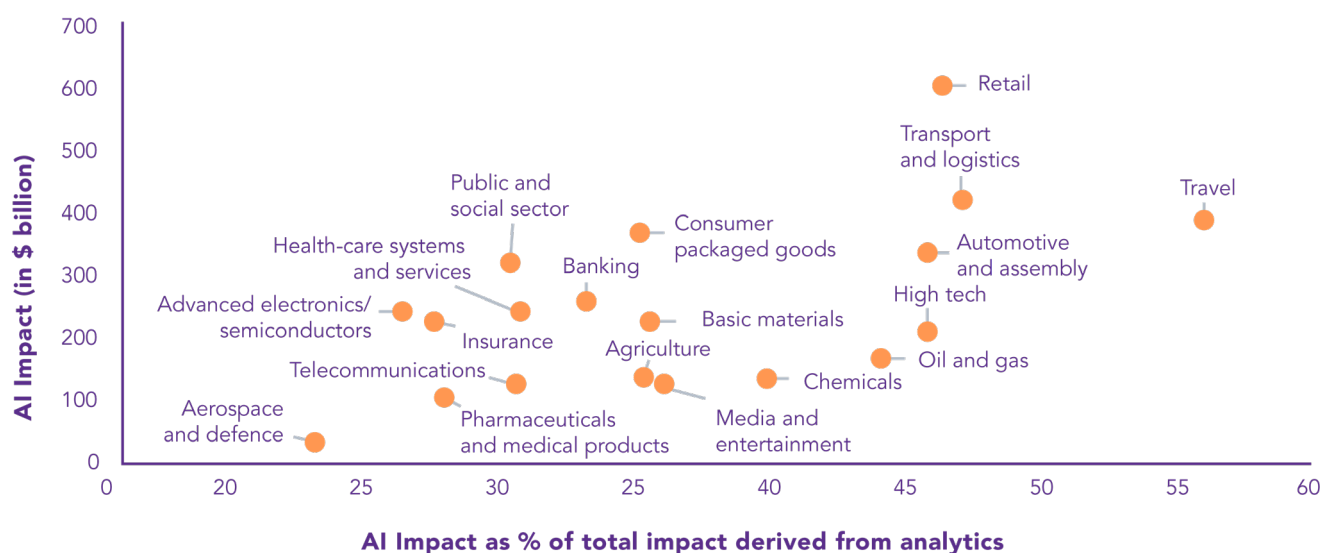 700
600
500
400
300
200
100
0
AI Impact (in $ billion)
Retail
Transport
and logistics
Travel
Public and
social sector
Consumer
packaged goods
Automotive
and assembly
Health-care systems
and services
Banking
High tech
Advanced electronics/
semiconductors
Basic materials
Insurance
Agriculture
Oil and gas
Telecommunications
Chemicals
Aerospace
and defence
Pharmaceuticals
and medical products
Media and
entertainment
0 20 25 30 25 40 45 50 55 60
AI Impact as % of total impact derived from analytics